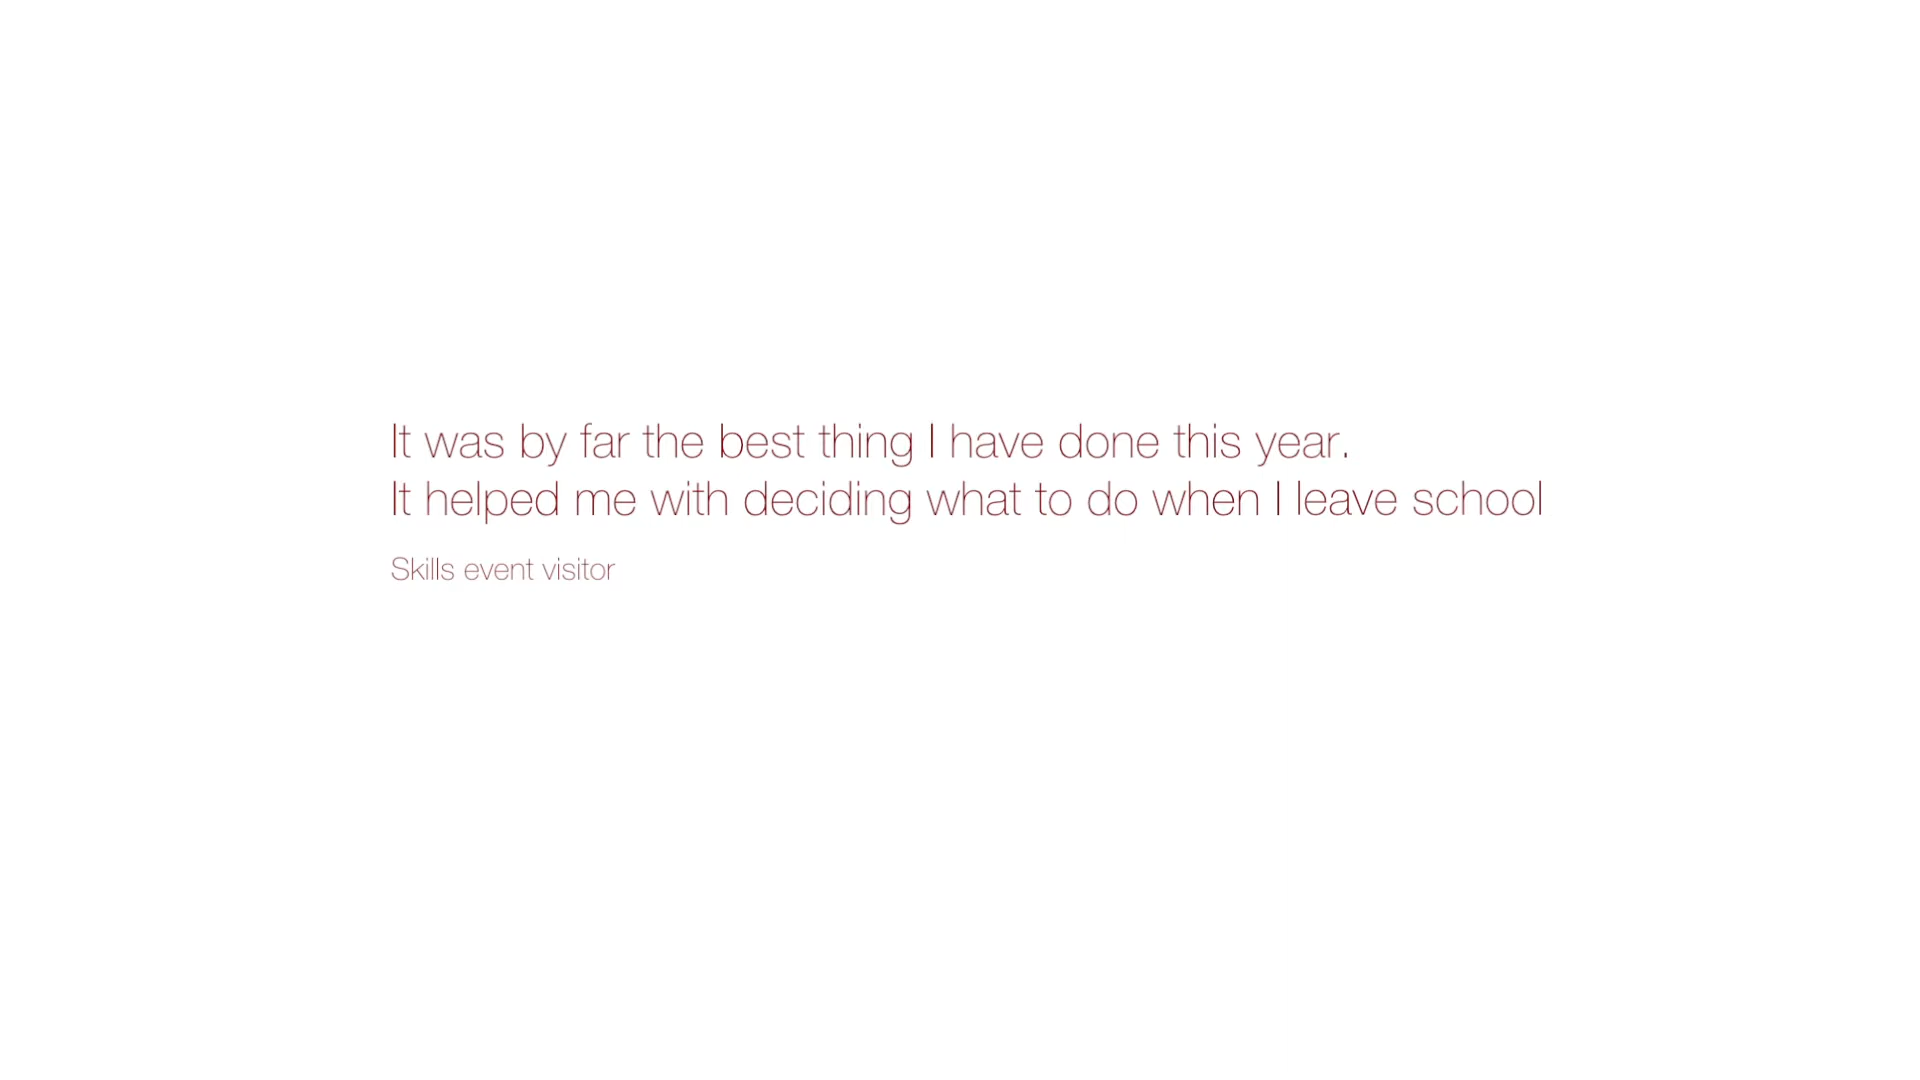 It was by far the best thing I have done this year.
It helped me with deciding what to do when I leave school
Skills event visitor